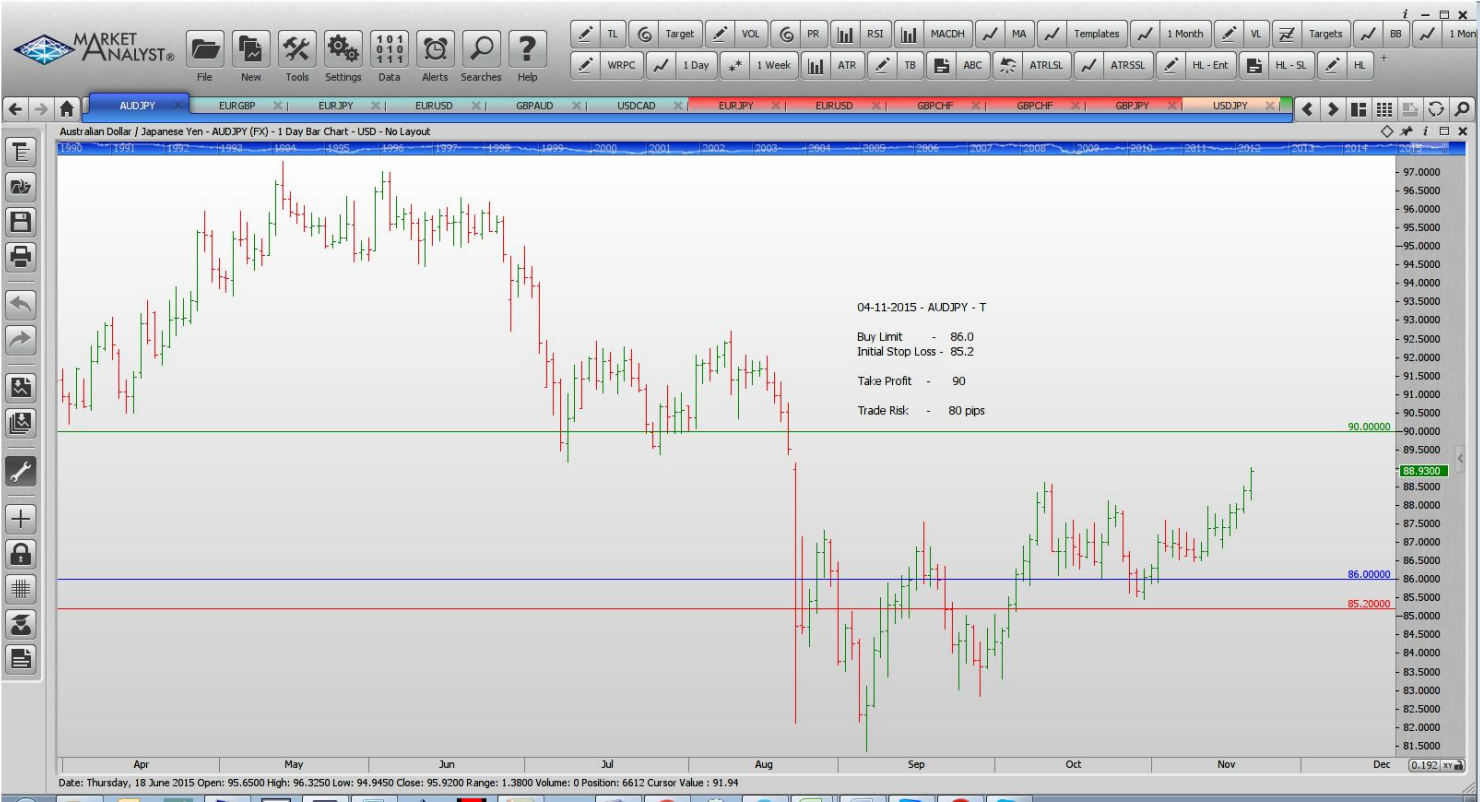 i
MARKET
ANALYST®
File New Tools Settings Data Alerts Searches Help
TL Target VOL PR RSI MACDH MA Templates 1 Month VL Targets BB 1 Mon
WRPC 1 Day 1 Week ATR TB ABC ATRLSL ATRSSL HL - Ent HL - SL HL +
AUDJPY EURGBP EURJPY EURUSD GBPAUD USDCAD EURJPY EURUSD GBPCHF GBPCHF GBPJPY USDJPY
Australian Dollar / Japanese Yen - AUDJPY (FX) - 1 Day Bar Chart - USD - No Layout
1990 1991 1992 1993 1994 1995 1996 1997 1998 1999 2000 2001 2002 2003 2004 2005 2006 2007 2008 2009 2010 2011 2012 2013 2014 2015
97.0000
96.5000
96.0000
95.5000
95.0000
94.5000
94.0000
93.5000
04-11-2015 - AUDJPY - T
93.0000
Buy Limit - 86.0
92.5000
Initial Stop Loss - 85.2
92.0000
91.5000
Take Profit - 90
91.0000
90.5000
Trade Risk - 80 pips
90.00000
90.0000
89.5000
88.9300
88.5000
88.0000
87.5000
87.0000
86.5000
86.00000
86.0000
85.5000
85.20000
85.0000
84.5000
84.0000
83.5000
83.0000
82.5000
82.0000
81.5000
Apr May Jun Jul Aug Sep Oct Nov Dec
0.192 XY
Date: Thursday, 18 June 2015 Open: 95.6500 High: 96.3250 Low: 94.9450 Close: 95.9200 Range: 1.3800 Volume: 0 Position: 6612 Cursor Value : 91.94